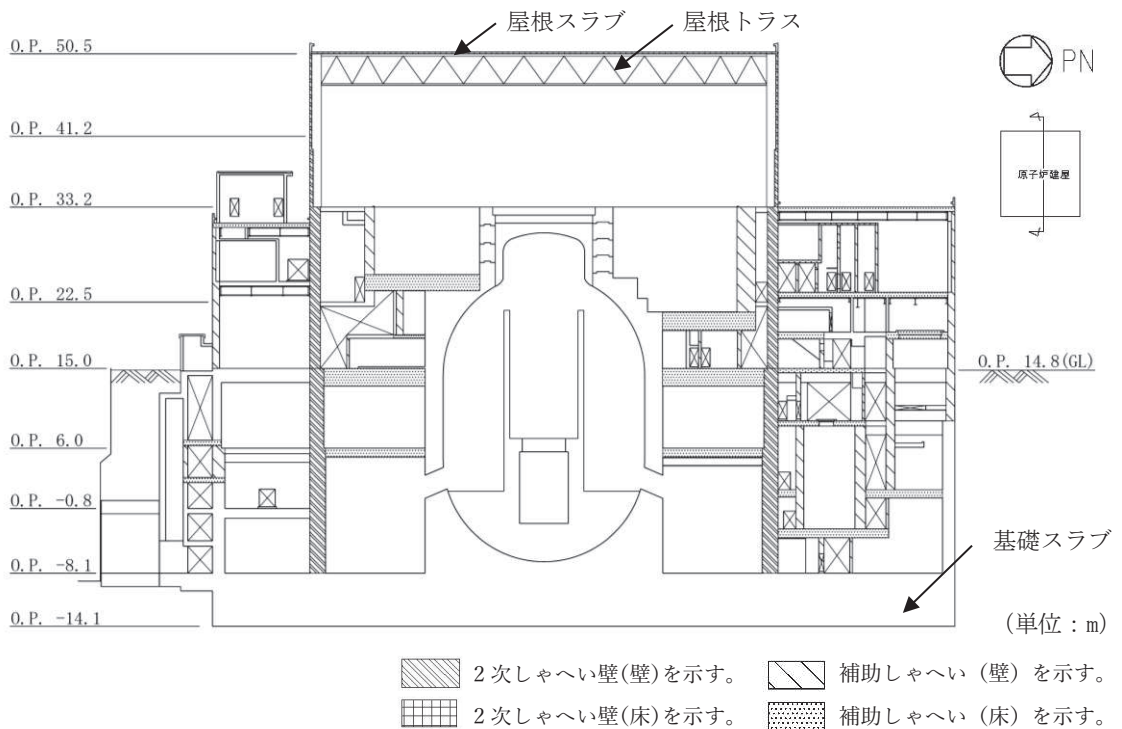 屋根スラブ
屋根トラス
O.P. 50.5
PN
O.P. 41.2
原子炉建屋
O.P. 33.2
O.P. 22.5
O.P. 15.0
O.P. 14.8(GL)
O.P. 6.0
O.P. -0.8
基礎スラブ
O.P. -8.1
O.P. -14.1
(単位：m)
2次しゃへい壁(壁)を示す。
補助しゃへい（壁）を示す。
2次しゃへい壁(床)を示す。
補助しゃへい（床）を示す。